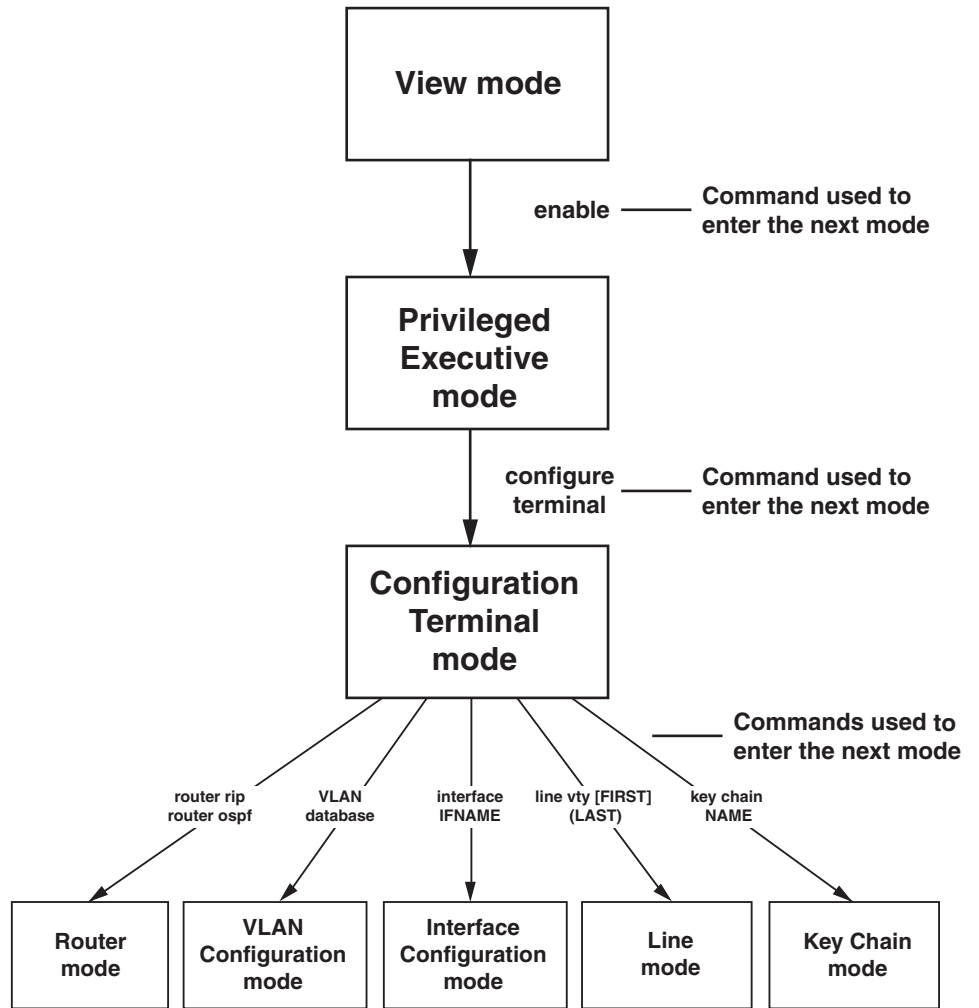 View mode
enable
Command used to
enter the next mode
Privileged
Executive
mode
configure
terminal
Command used to
enter the next mode
Configuration
Terminal
mode
Commands used to
enter the next mode
router rip
router ospf
VLAN
database
interface
IFNAME
line vty [FIRST]
(LAST)
key chain
NAME
Router
mode
VLAN
Configuration
mode
Interface
Configuration
mode
Line
mode
Key Chain
mode